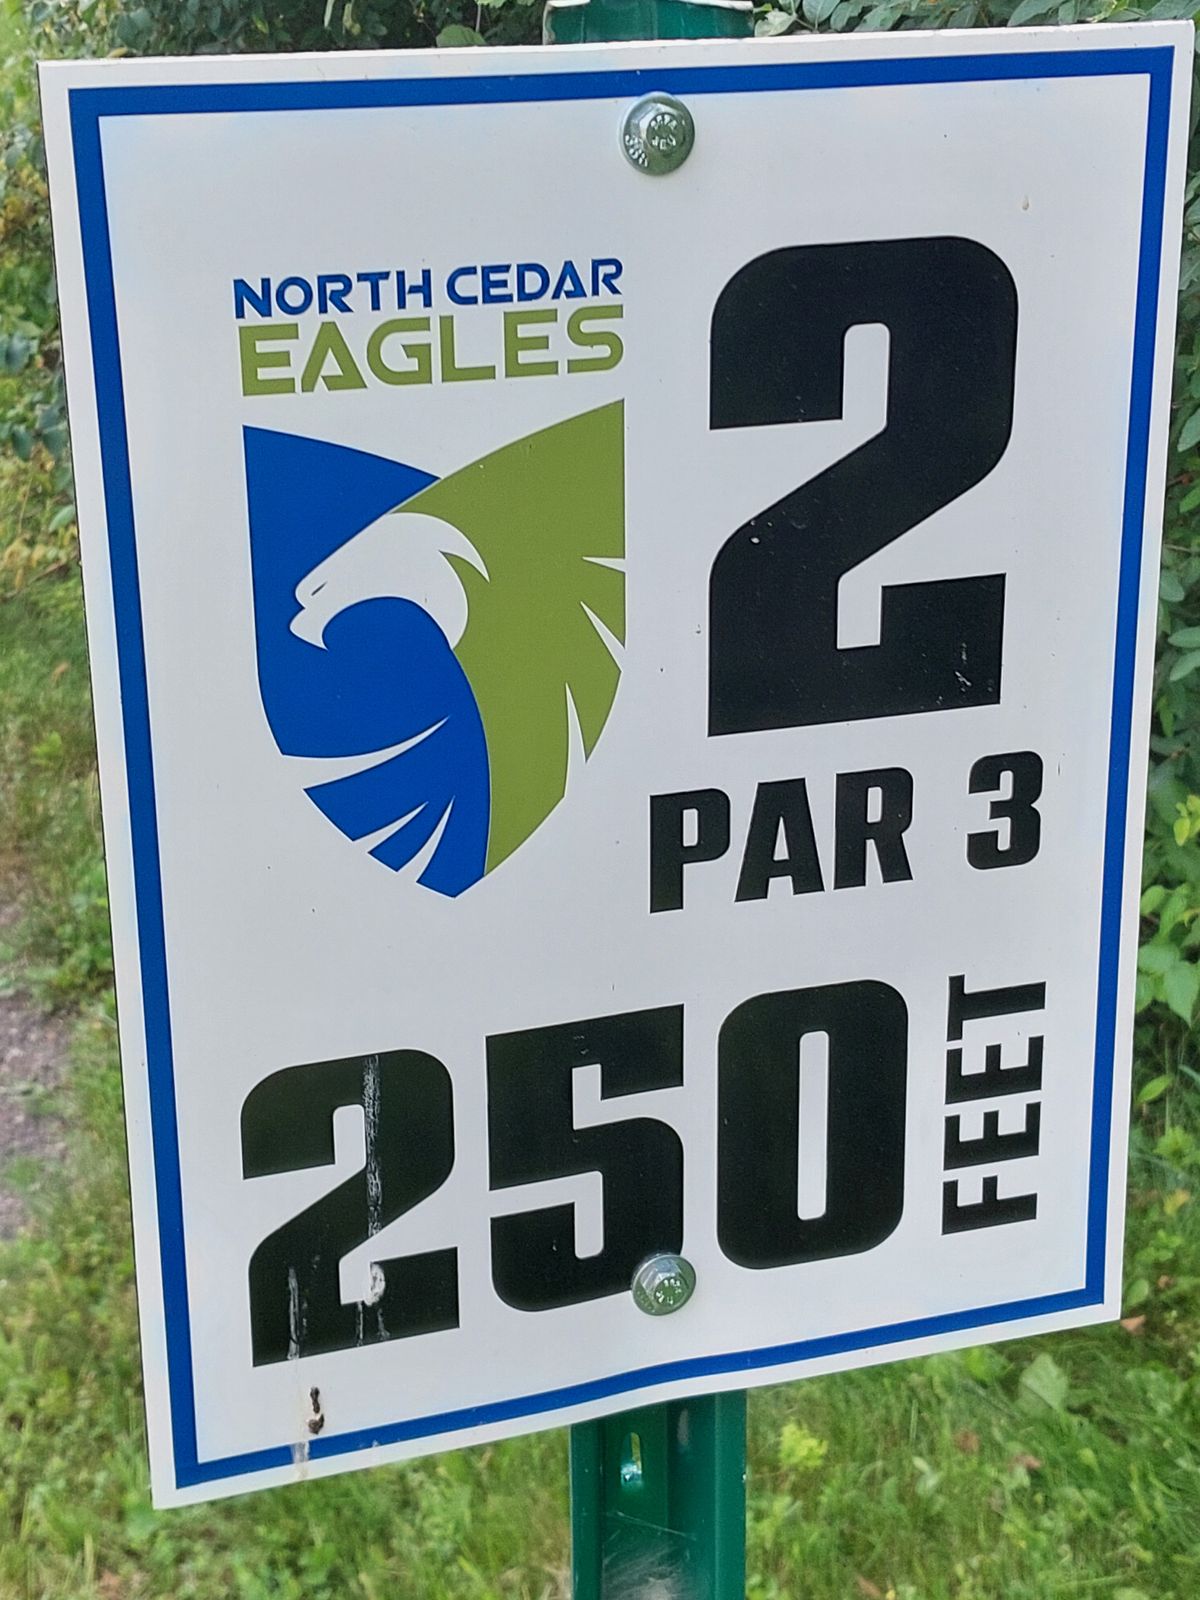 NORTH CEDAR
EAGLES
2
PAR 3
250
FEET